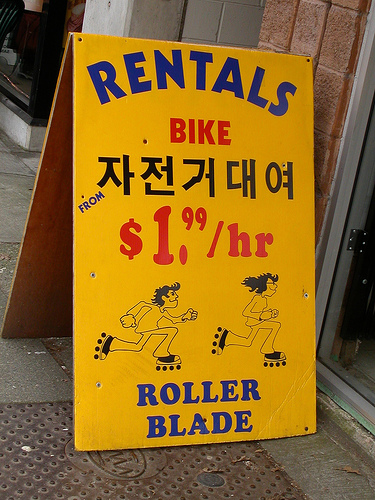 RENTALS
BIKE
자전거대여
FROM
$1.99/hr
ROLLER
BLADE